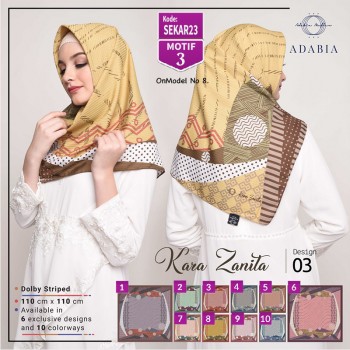 Kode:
SEKAR23
MOTIF
3
OnModel No 8.
ADABIA
Kara Zanita
Design
03
• Dolby Striped
• 110 cm x 110 cm
• Available in
6 exclusive designs
and 10 colorways
1
2
3
4
5
6
7
8
9
10